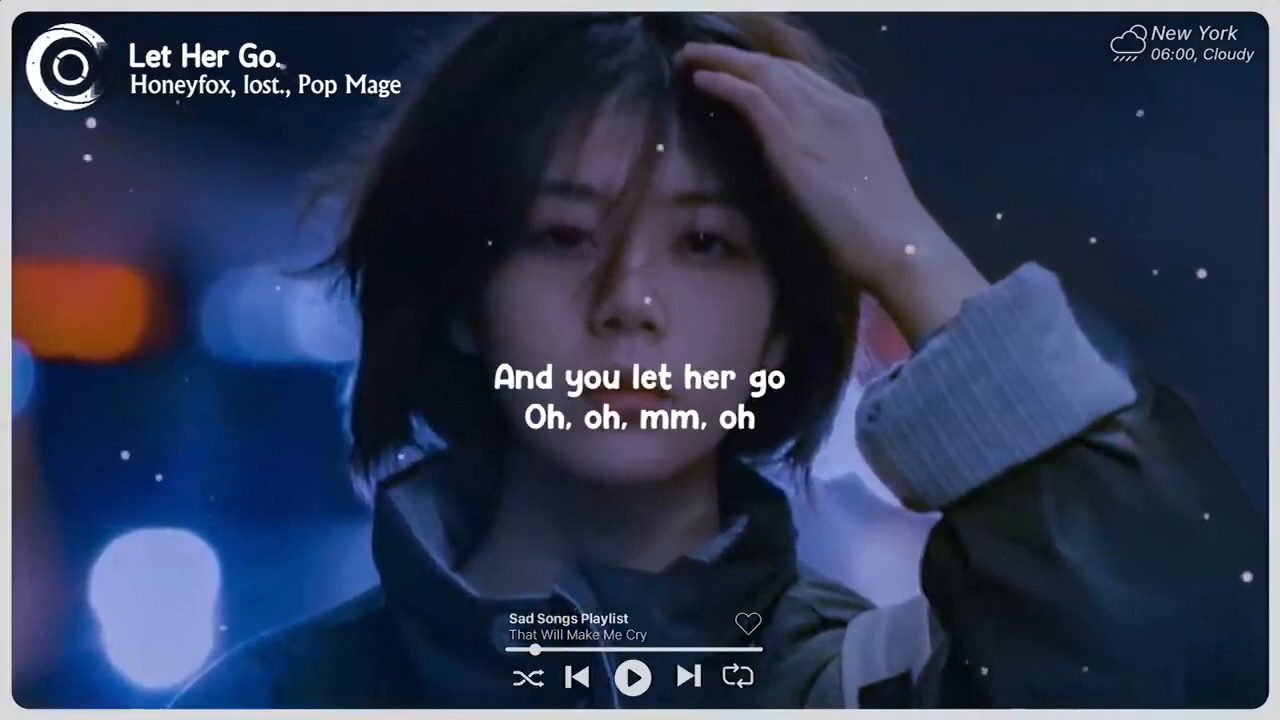 Let Her Go.
Honeyfox, lost., Pop Mage
New York
06:00, Cloudy
And you let her go
Oh, oh, mm, oh
Sad Songs Playlist
That Will Make Me Cry